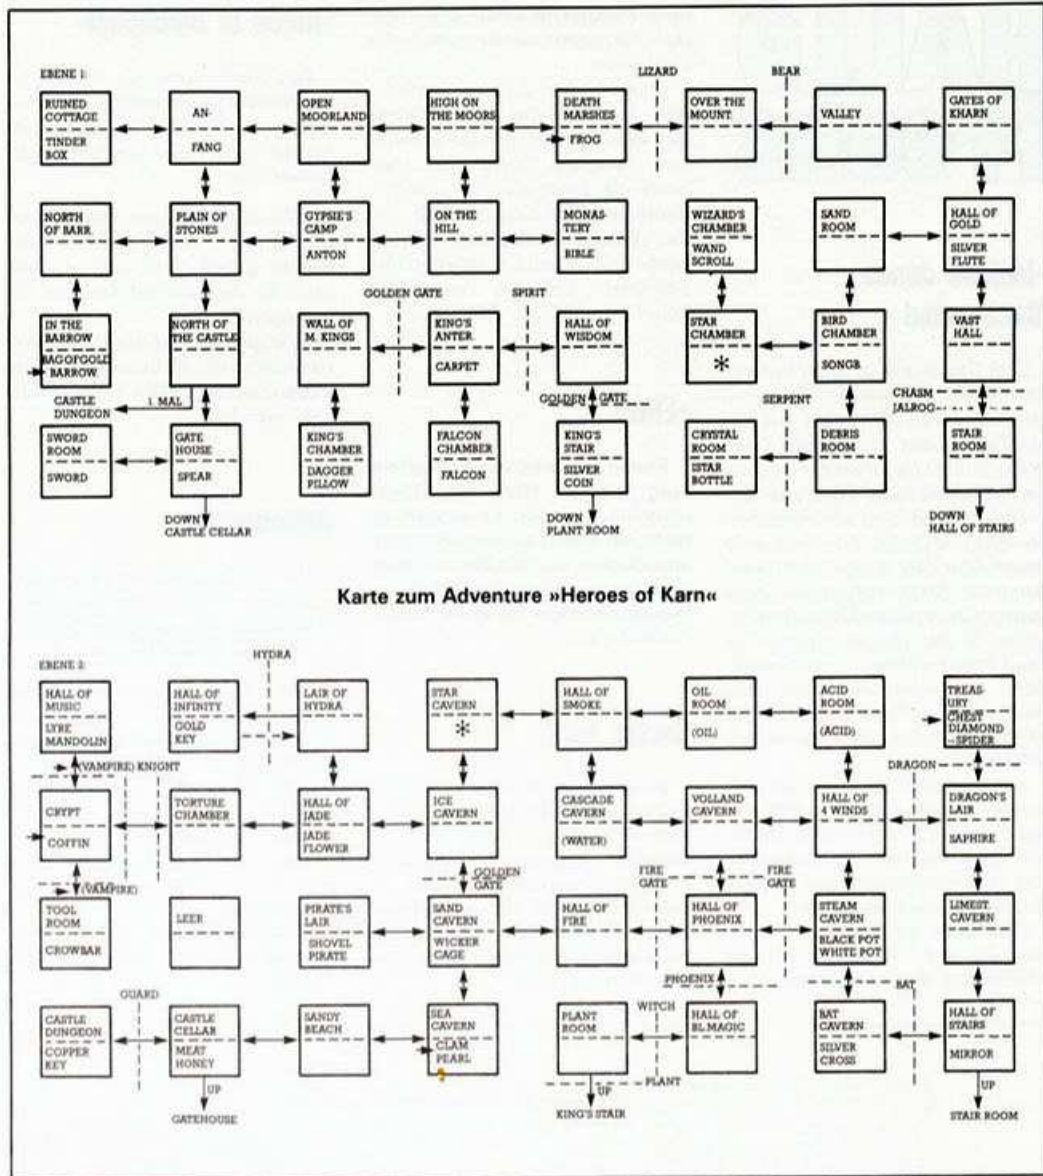 EBENE 1:
LIZARD
BEAR
RUINED
COTTAGE
TINDER
BOX
AN-
FANG
OPEN
MOORLAND
HIGH ON
THE MOORS
DEATH
MARSHES
FROG
OVER THE
MOUNT.
VALLEY
GATES OF
KHARN
NORTH
OF BARR.
PLAIN OF
STONES
GYPSIE'S
CAMP
ANTON
ON THE
HILL
MONAS
TERY
BIBLE
WIZARD'S
CHAMBER
WAND
SCROLL
SAND
ROOM
HALL OF
GOLD
SILVER
FLUTE
GOLDEN GATE
SPIRIT
IN THE
BARROW
BAGOFGOLD
BARROW
NORTH OF
THE CASTLE
WALL OF
M. KINGS
KING'S
ANTER.
CARPET
HALL OF
WISDOM
STAR
CHAMBER
*
BIRD
CHAMBER
SONGB.
VAST
HALL
CASTLE
DUNGEON
1. MAL
GOLDEN GATE
SERPENT
CHASM
JALROG
SWORD
ROOM
SWORD
GATE
HOUSE
SPEAR
KING'S
CHAMBER
DAGGER
PILLOW
FALCON
CHAMBER
FALCON
KING'S
STAIR
SILVER
COIN
CRYSTAL
ROOM
ISTAR
BOTTLE
DEBRIS
ROOM
STAIR
ROOM
DOWN
CASTLE CELLAR
DOWN
PLANT ROOM
DOWN
HALL OF STAIRS
Karte zum Adventure »Heroes of Karn«
EBENE 2:
HYDRA
HALL OF
MUSIC
LYRE
MANDOLIN
HALL OF
INFINITY
GOLD
KEY
LAIR OF
HYDRA
STAR
CAVERN
*
HALL OF
SMOKE
OIL
ROOM
(OIL)
ACID
ROOM
(ACID)
TREAS-
URY
CHEST
DIAMOND
SPIDER
(VAMPIRE) KNIGHT
DRAGON
CRYPT
COFFIN
TORTURE
CHAMBER
HALL OF
JADE
JADE
FLOWER
ICE
CAVERN
CASCADE
CAVERN
(WATER)
VOLLAND
CAVERN
HALL OF
4 WINDS
DRAGON'S
LAIR
SAPHIRE
(VAMPIRE)
GOLDEN
GATE
FIRE
GATE
FIRE
GATE
TOOL
ROOM
CROWBAR
LEER
PIRATE'S
LAIR
SHOVEL
PIRATE
SAND
CAVERN
WICKER
CAGE
HALL OF
FIRE
HALL OF
PHOENIX
STEAM
CAVERN
BLACK POT
WHITE POT
LIMEST.
CAVERN
GUARD
PHOENIX
BAT
CASTLE
DUNGEON
COPPER
KEY
CASTLE
CELLAR
MEAT
HONEY
SANDY
BEACH
SEA
CAVERN
CLAM
PEARL
PLANT
ROOM
WITCH
HALL OF
BL.MAGIC
BAT
CAVERN
SILVER
CROSS
HALL OF
STAIRS
MIRROR
PLANT
UP
GATEHOUSE
UP
KING'S STAIR
UP
STAIR ROOM